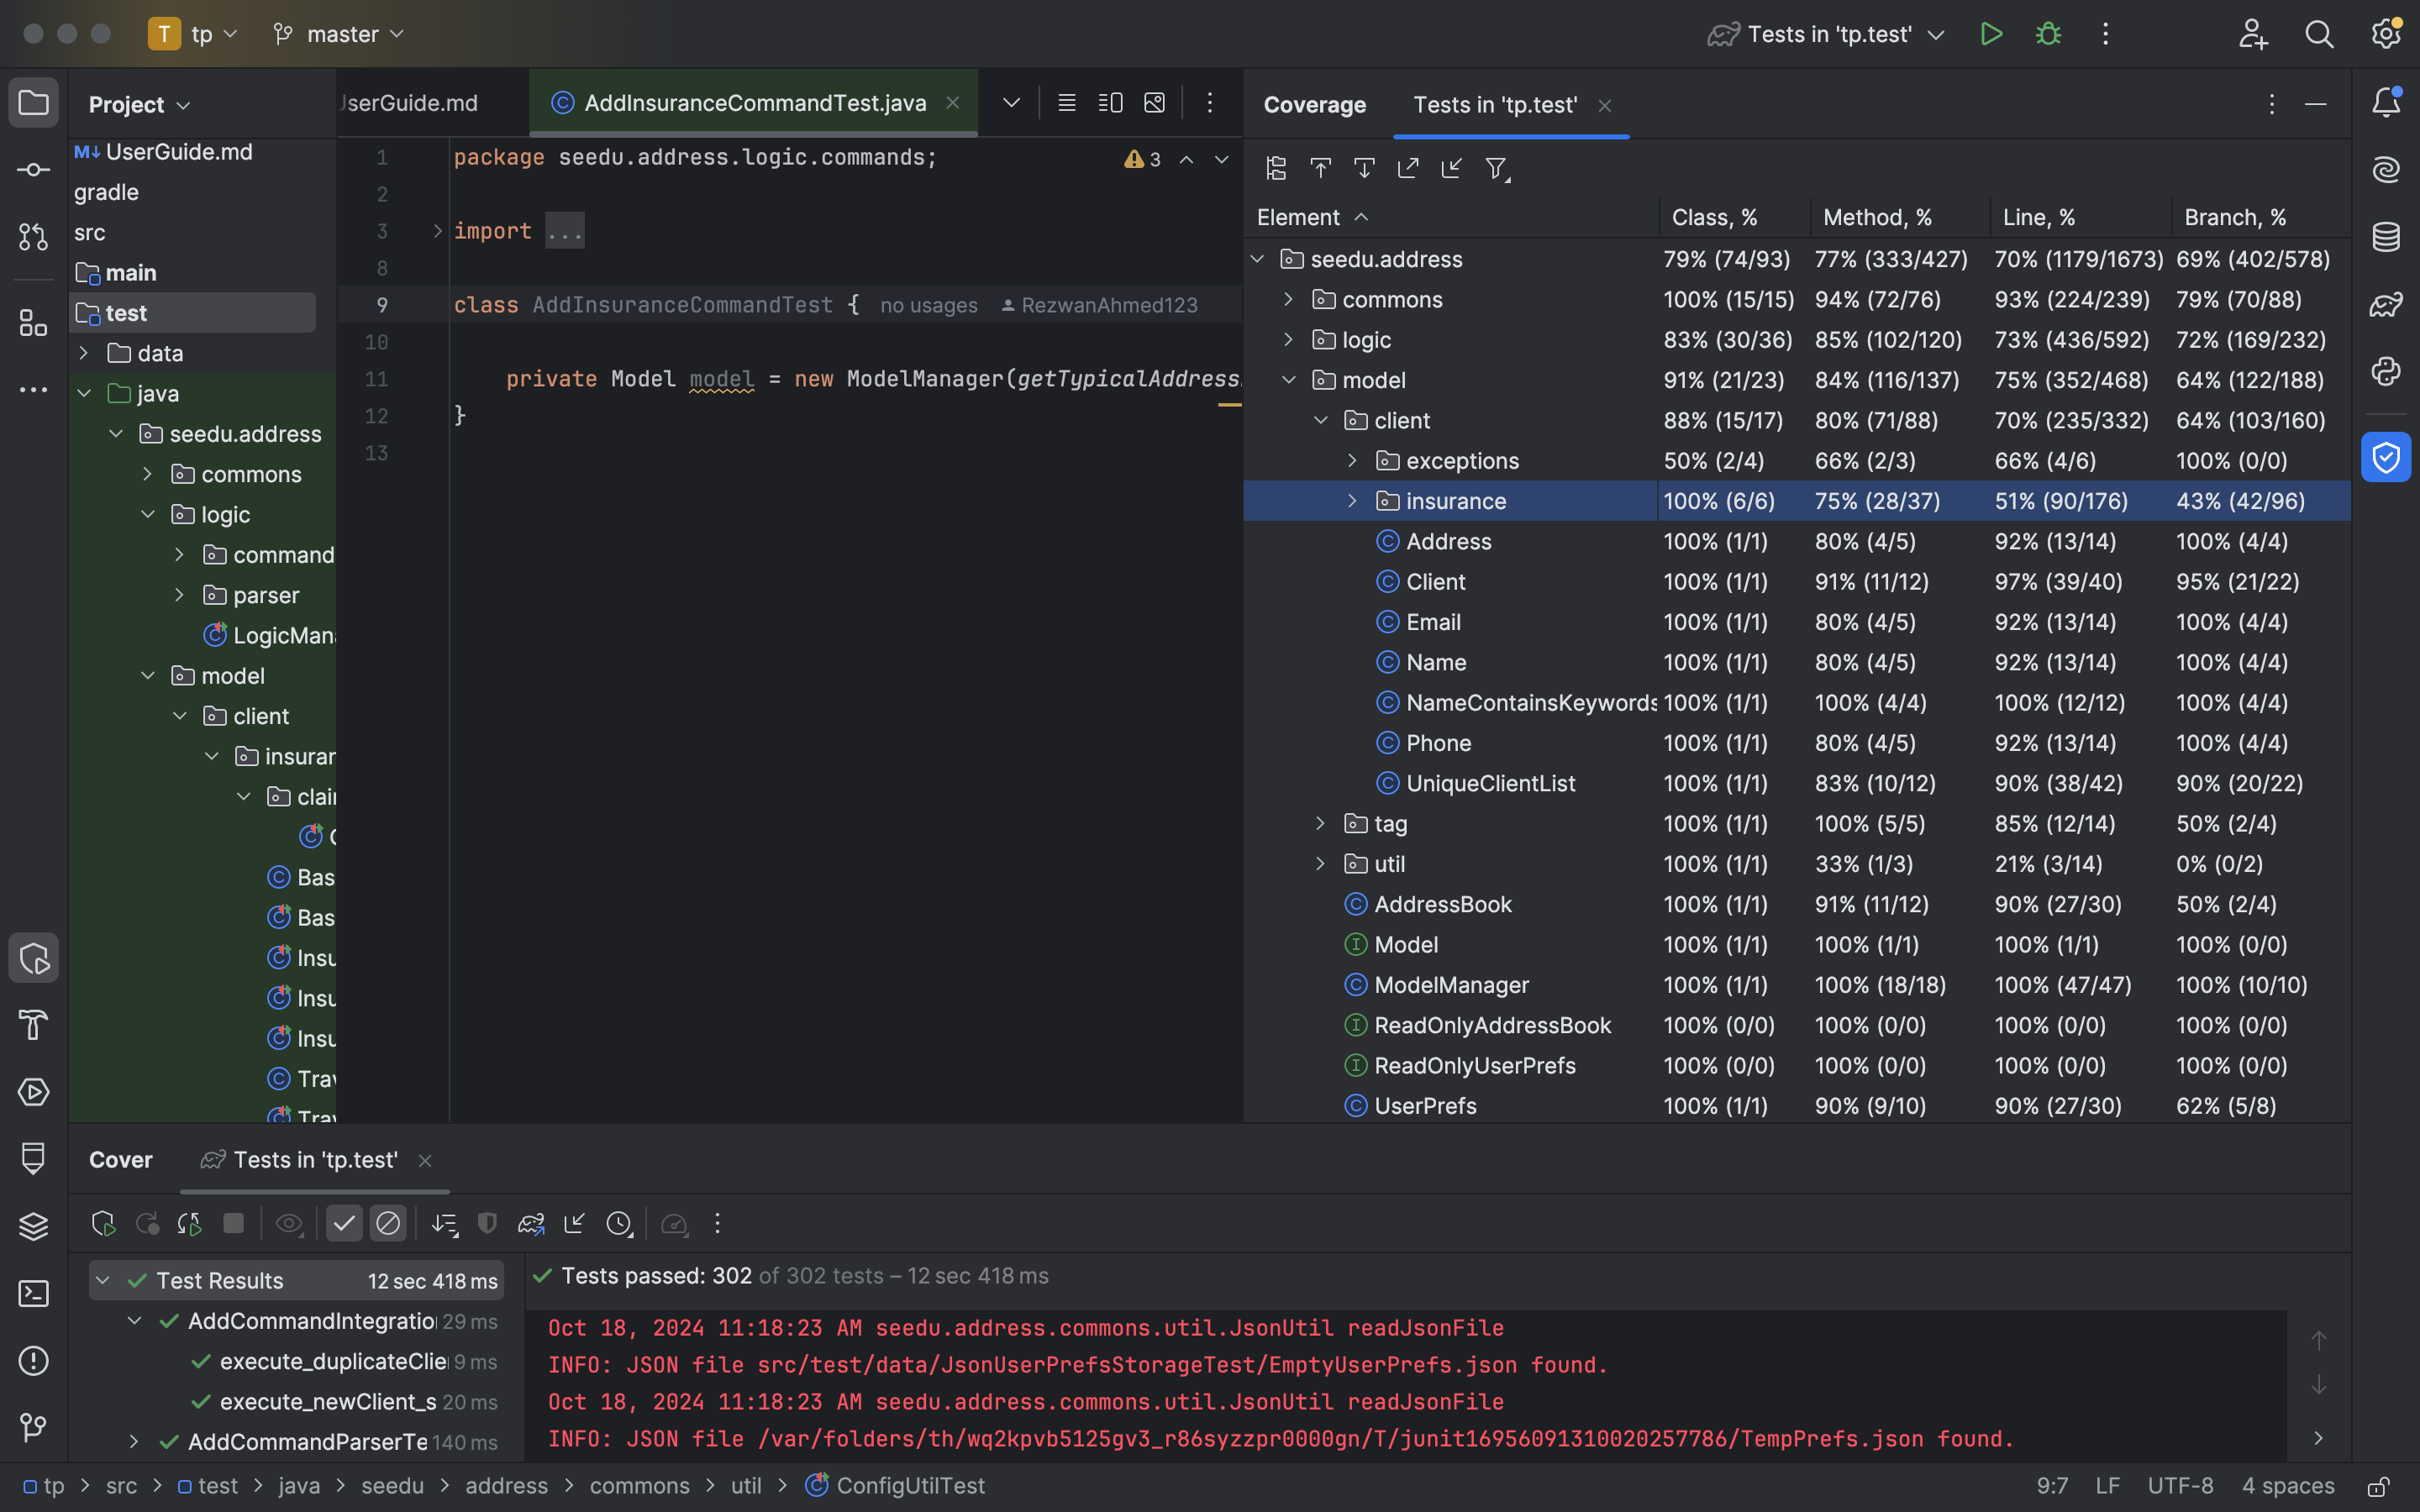 T tp master Tests in 'tp.test'
Project
UserGuide.md
gradle
src
main
test
data
java
seedu.address
commons
logic
command
parser
LogicMan
model
client
insurar
clai
Bas
Bas
Insu
Insu
Insu
Trav
Trav
serGuide.md AddInsuranceCommandTest.java
3
1 package seedu.address.logic.commands;
2
3 import ...
8
9 class AddInsuranceCommandTest { no usages RezwanAhmed123
10
11 private Model model = new ModelManager(getTypicalAddress
12 }
13
Coverage Tests in 'tp.test'
Element Class, % Method, % Line, % Branch, %
seedu.address 79% (74/93) 77% (333/427) 70% (1179/1673) 69% (402/578)
commons 100% (15/15) 94% (72/76) 93% (224/239) 79% (70/88)
logic 83% (30/36) 85% (102/120) 73% (436/592) 72% (169/232)
model 91% (21/23) 84% (116/137) 75% (352/468) 64% (122/188)
client 88% (15/17) 80% (71/88) 70% (235/332) 64% (103/160)
exceptions 50% (2/4) 66% (2/3) 66% (4/6) 100% (0/0)
insurance 100% (6/6) 75% (28/37) 51% (90/176) 43% (42/96)
Address 100% (1/1) 80% (4/5) 92% (13/14) 100% (4/4)
Client 100% (1/1) 91% (11/12) 97% (39/40) 95% (21/22)
Email 100% (1/1) 80% (4/5) 92% (13/14) 100% (4/4)
Name 100% (1/1) 80% (4/5) 92% (13/14) 100% (4/4)
NameContainsKeywords 100% (1/1) 100% (4/4) 100% (12/12) 100% (4/4)
Phone 100% (1/1) 80% (4/5) 92% (13/14) 100% (4/4)
UniqueClientList 100% (1/1) 83% (10/12) 90% (38/42) 90% (20/22)
tag 100% (1/1) 100% (5/5) 85% (12/14) 50% (2/4)
util 100% (1/1) 33% (1/3) 21% (3/14) 0% (0/2)
AddressBook 100% (1/1) 91% (11/12) 90% (27/30) 50% (2/4)
Model 100% (1/1) 100% (1/1) 100% (1/1) 100% (0/0)
ModelManager 100% (1/1) 100% (18/18) 100% (47/47) 100% (10/10)
ReadOnlyAddressBook 100% (0/0) 100% (0/0) 100% (0/0) 100% (0/0)
ReadOnlyUserPrefs 100% (0/0) 100% (0/0) 100% (0/0) 100% (0/0)
UserPrefs 100% (1/1) 90% (9/10) 90% (27/30) 62% (5/8)
Cover Tests in 'tp.test'
Test Results 12 sec 418 ms
AddCommandIntegratio 29 ms
execute_duplicateClie 9 ms
execute_newClient_s 20 ms
AddCommandParserTe 140 ms
Tests passed: 302 of 302 tests – 12 sec 418 ms
Oct 18, 2024 11:18:23 AM seedu.address.commons.util.JsonUtil readJsonFile
INFO: JSON file src/test/data/JsonUserPrefsStorageTest/EmptyUserPrefs.json found.
Oct 18, 2024 11:18:23 AM seedu.address.commons.util.JsonUtil readJsonFile
INFO: JSON file /var/folders/th/wq2kpvb5125gv3_r86syzzpr0000gn/T/junit16956091310020257786/TempPrefs.json found.
tp > src > test > java > seedu > address > commons > util > ConfigUtilTest 9:7 LF UTF-8 4 spaces